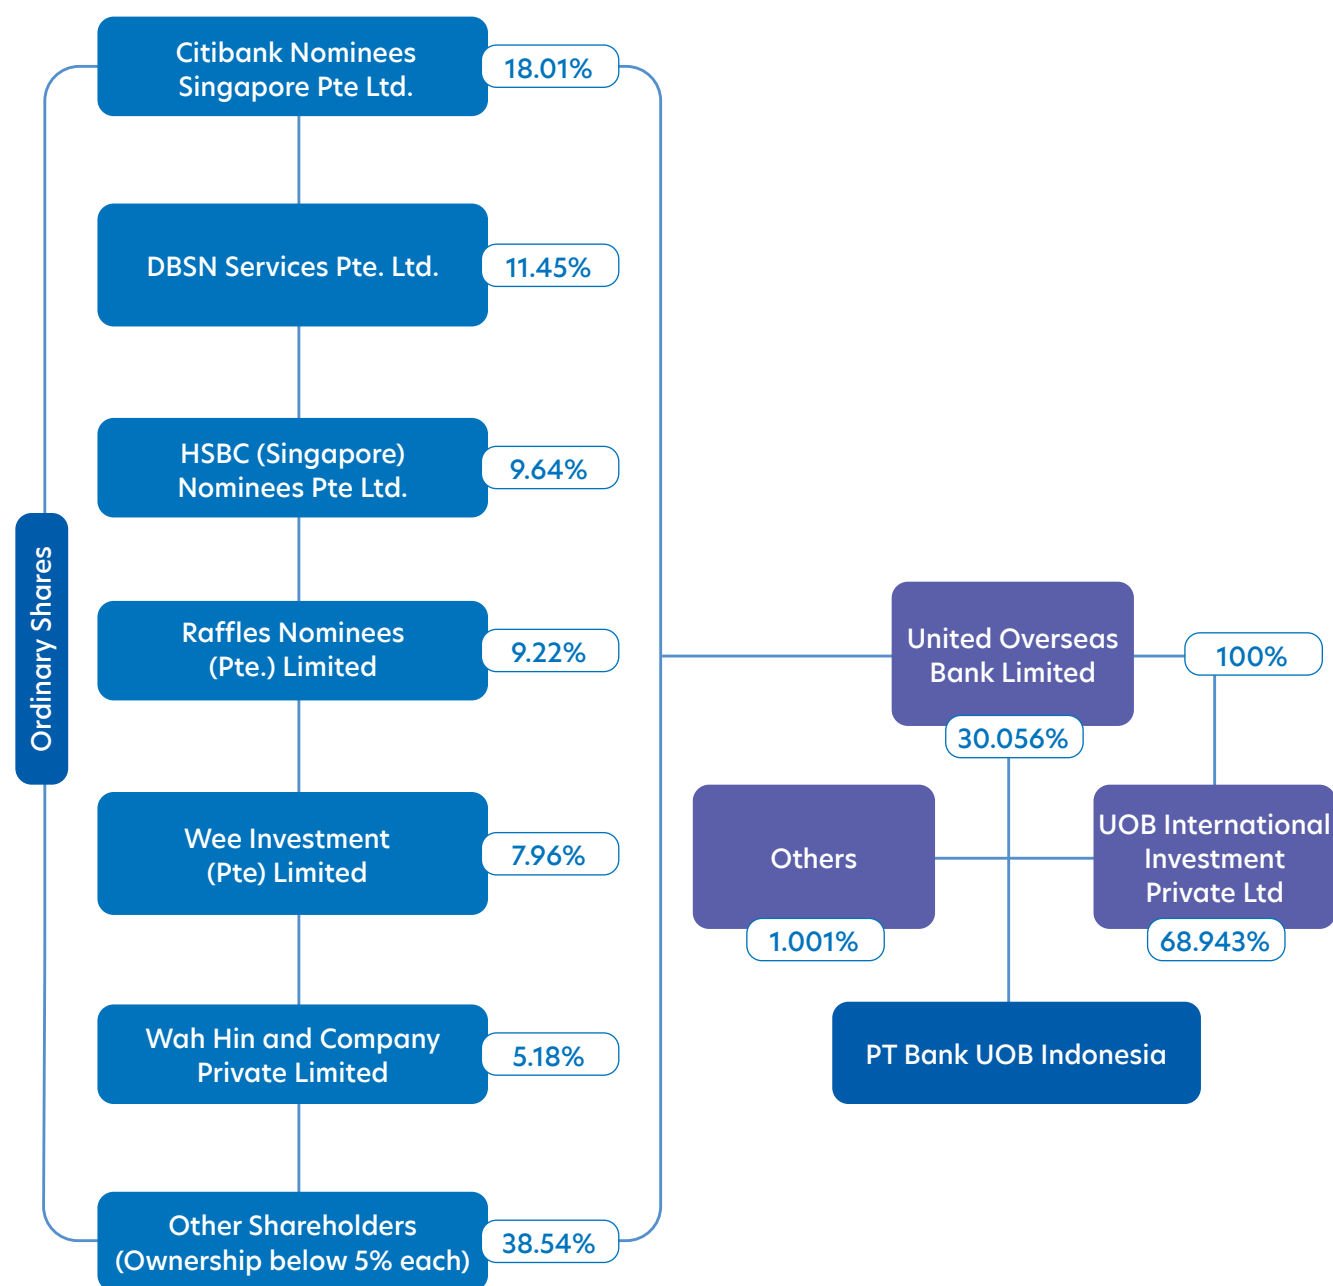 Ordinary Shares
Citibank Nominees
Singapore Pte Ltd.
18.01%
DBSN Services Pte. Ltd.
11.45%
HSBC (Singapore)
Nominees Pte Ltd.
9.64%
Raffles Nominees
(Pte.) Limited
9.22%
Wee Investment
(Pte) Limited
7.96%
Wah Hin and Company
Private Limited
5.18%
Other Shareholders
(Ownership below 5% each)
38.54%
United Overseas
Bank Limited
30.056%
100%
Others
1.001%
UOB International
Investment
Private Ltd
68.943%
PT Bank UOB Indonesia